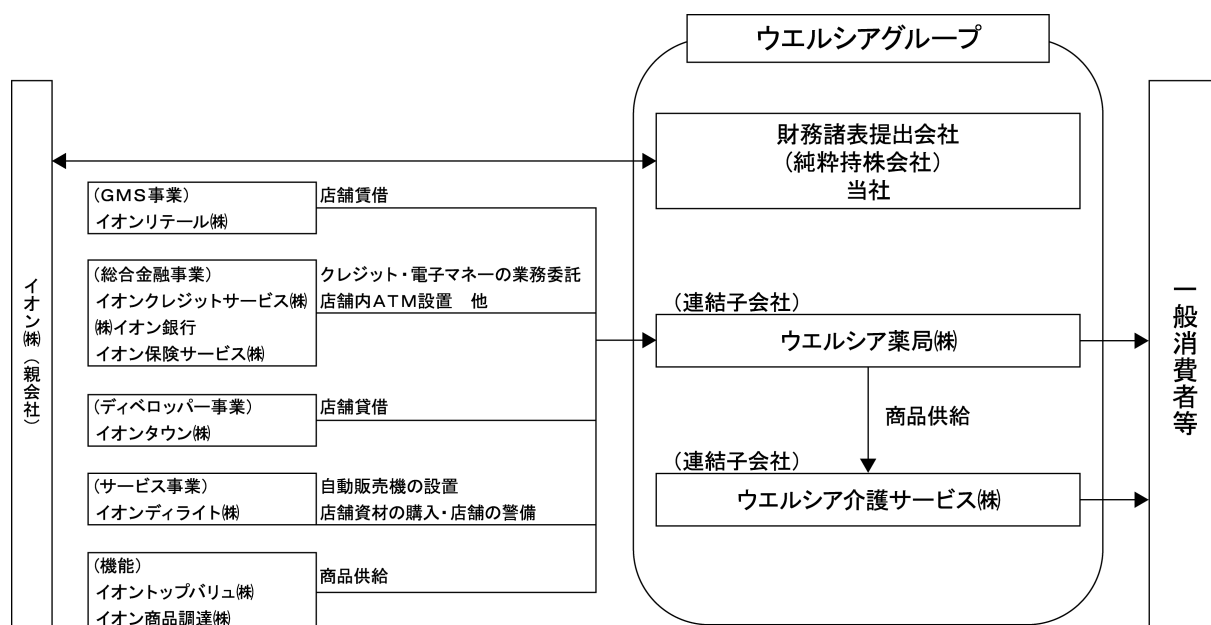 ウエルシアグループ
財務諸表提出会社
(純粋持株会社)
当社
イオン㈱(親会社)
(GMS事業)
イオンリテール㈱
店舗賃借
(総合金融事業)
イオンクレジットサービス㈱
㈱イオン銀行
イオン保険サービス㈱
クレジット・電子マネーの業務委託
店舗内ATM設置　他
(ディベロッパー事業)
イオンタウン㈱
店舗貸借
(サービス事業)
イオンディライト㈱
自動販売機の設置
店舗資材の購入・店舗の警備
(機能)
イオントップバリュ㈱
イオン商品調達㈱
商品供給
(連結子会社)
ウエルシア薬局㈱
商品供給
(連結子会社)
ウエルシア介護サービス㈱
一般消費者等